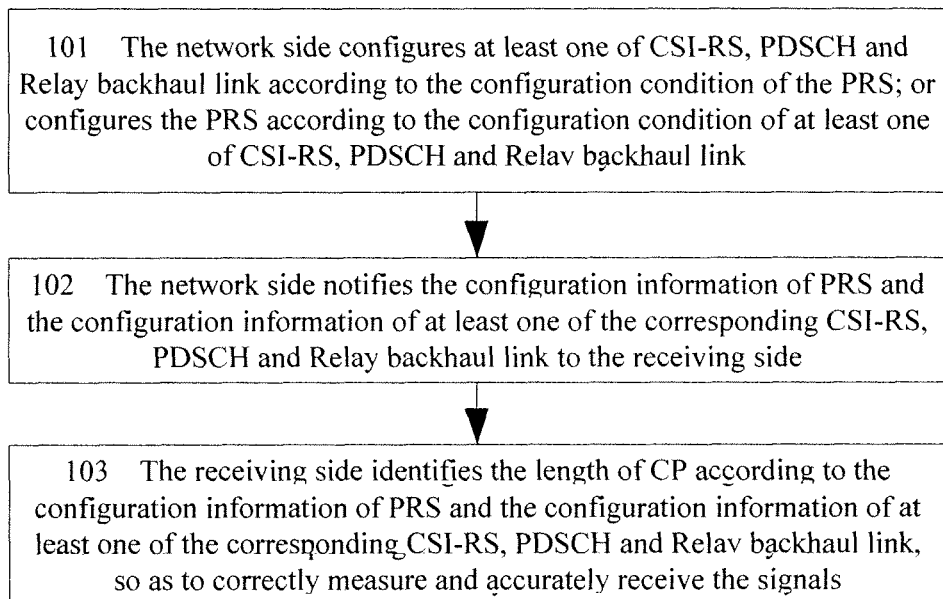 101 The network side configures at least one of CSI-RS, PDSCH and
Relay backhaul link according to the configuration condition of the PRS; or
configures the PRS according to the configuration condition of at least one
of CSI-RS, PDSCH and Relay backhaul link
102 The network side notifies the configuration information of PRS and
the configuration information of at least one of the corresponding CSI-RS,
PDSCH and Relay backhaul link to the receiving side
103 The receiving side identifies the length of CP according to the
configuration information of PRS and the configuration information of at
least one of the corresponding CSI-RS, PDSCH and Relay backhaul link,
so as to correctly measure and accurately receive the signals